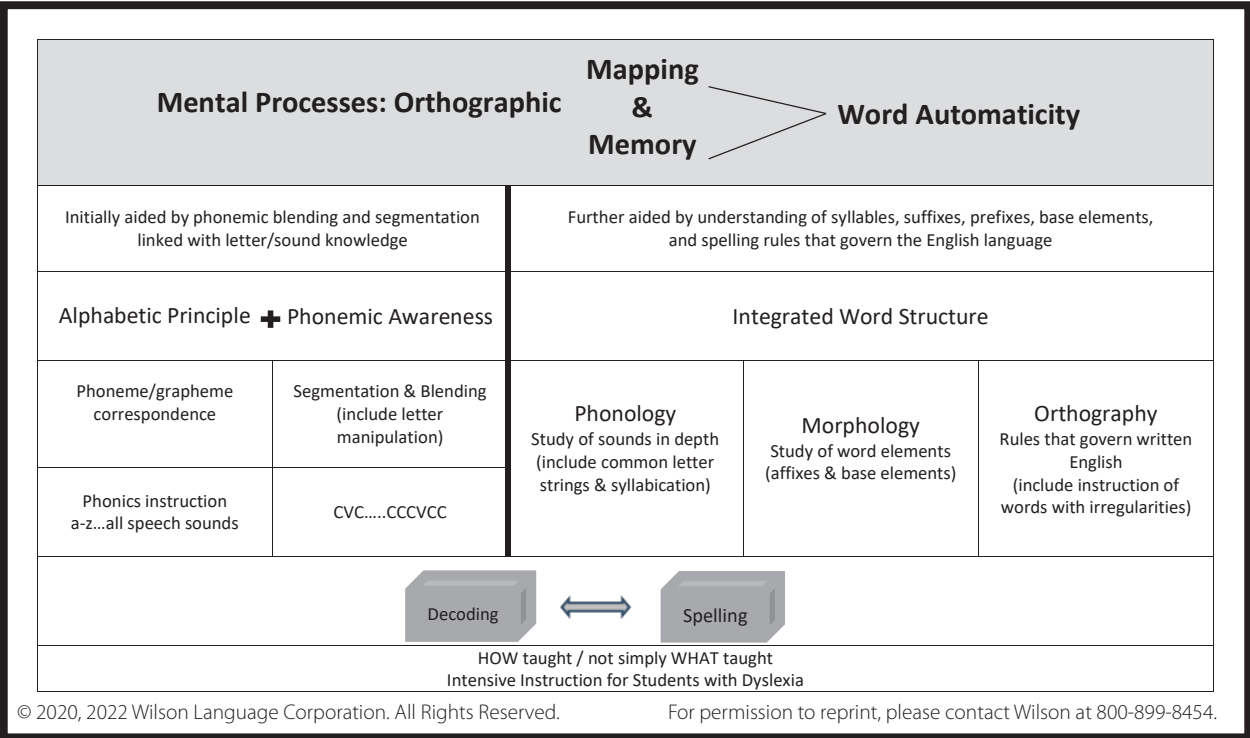 Mental Processes: Orthographic
Mapping
&
Memory
Word Automaticity
Initially aided by phonemic blending and segmentation
linked with letter/sound knowledge
Further aided by understanding of syllables, suffixes, prefixes, base elements,
and spelling rules that govern the English language
Alphabetic Principle + Phonemic Awareness
Integrated Word Structure
Phoneme/grapheme
correspondence
Segmentation & Blending
(include letter
manipulation)
Phonics instruction
a-z...all speech sounds
CVC.....CCCVCC
Phonology
Study of sounds in depth
(include common letter
strings & syllabication)
Morphology
Study of word elements
(affixes & base elements)
Orthography
Rules that govern written
English
(include instruction of
words with irregularities)
Decoding
Spelling
HOW taught / not simply WHAT taught
Intensive Instruction for Students with Dyslexia
© 2020, 2022 Wilson Language Corporation. All Rights Reserved.
For permission to reprint, please contact Wilson at 800-899-8454.